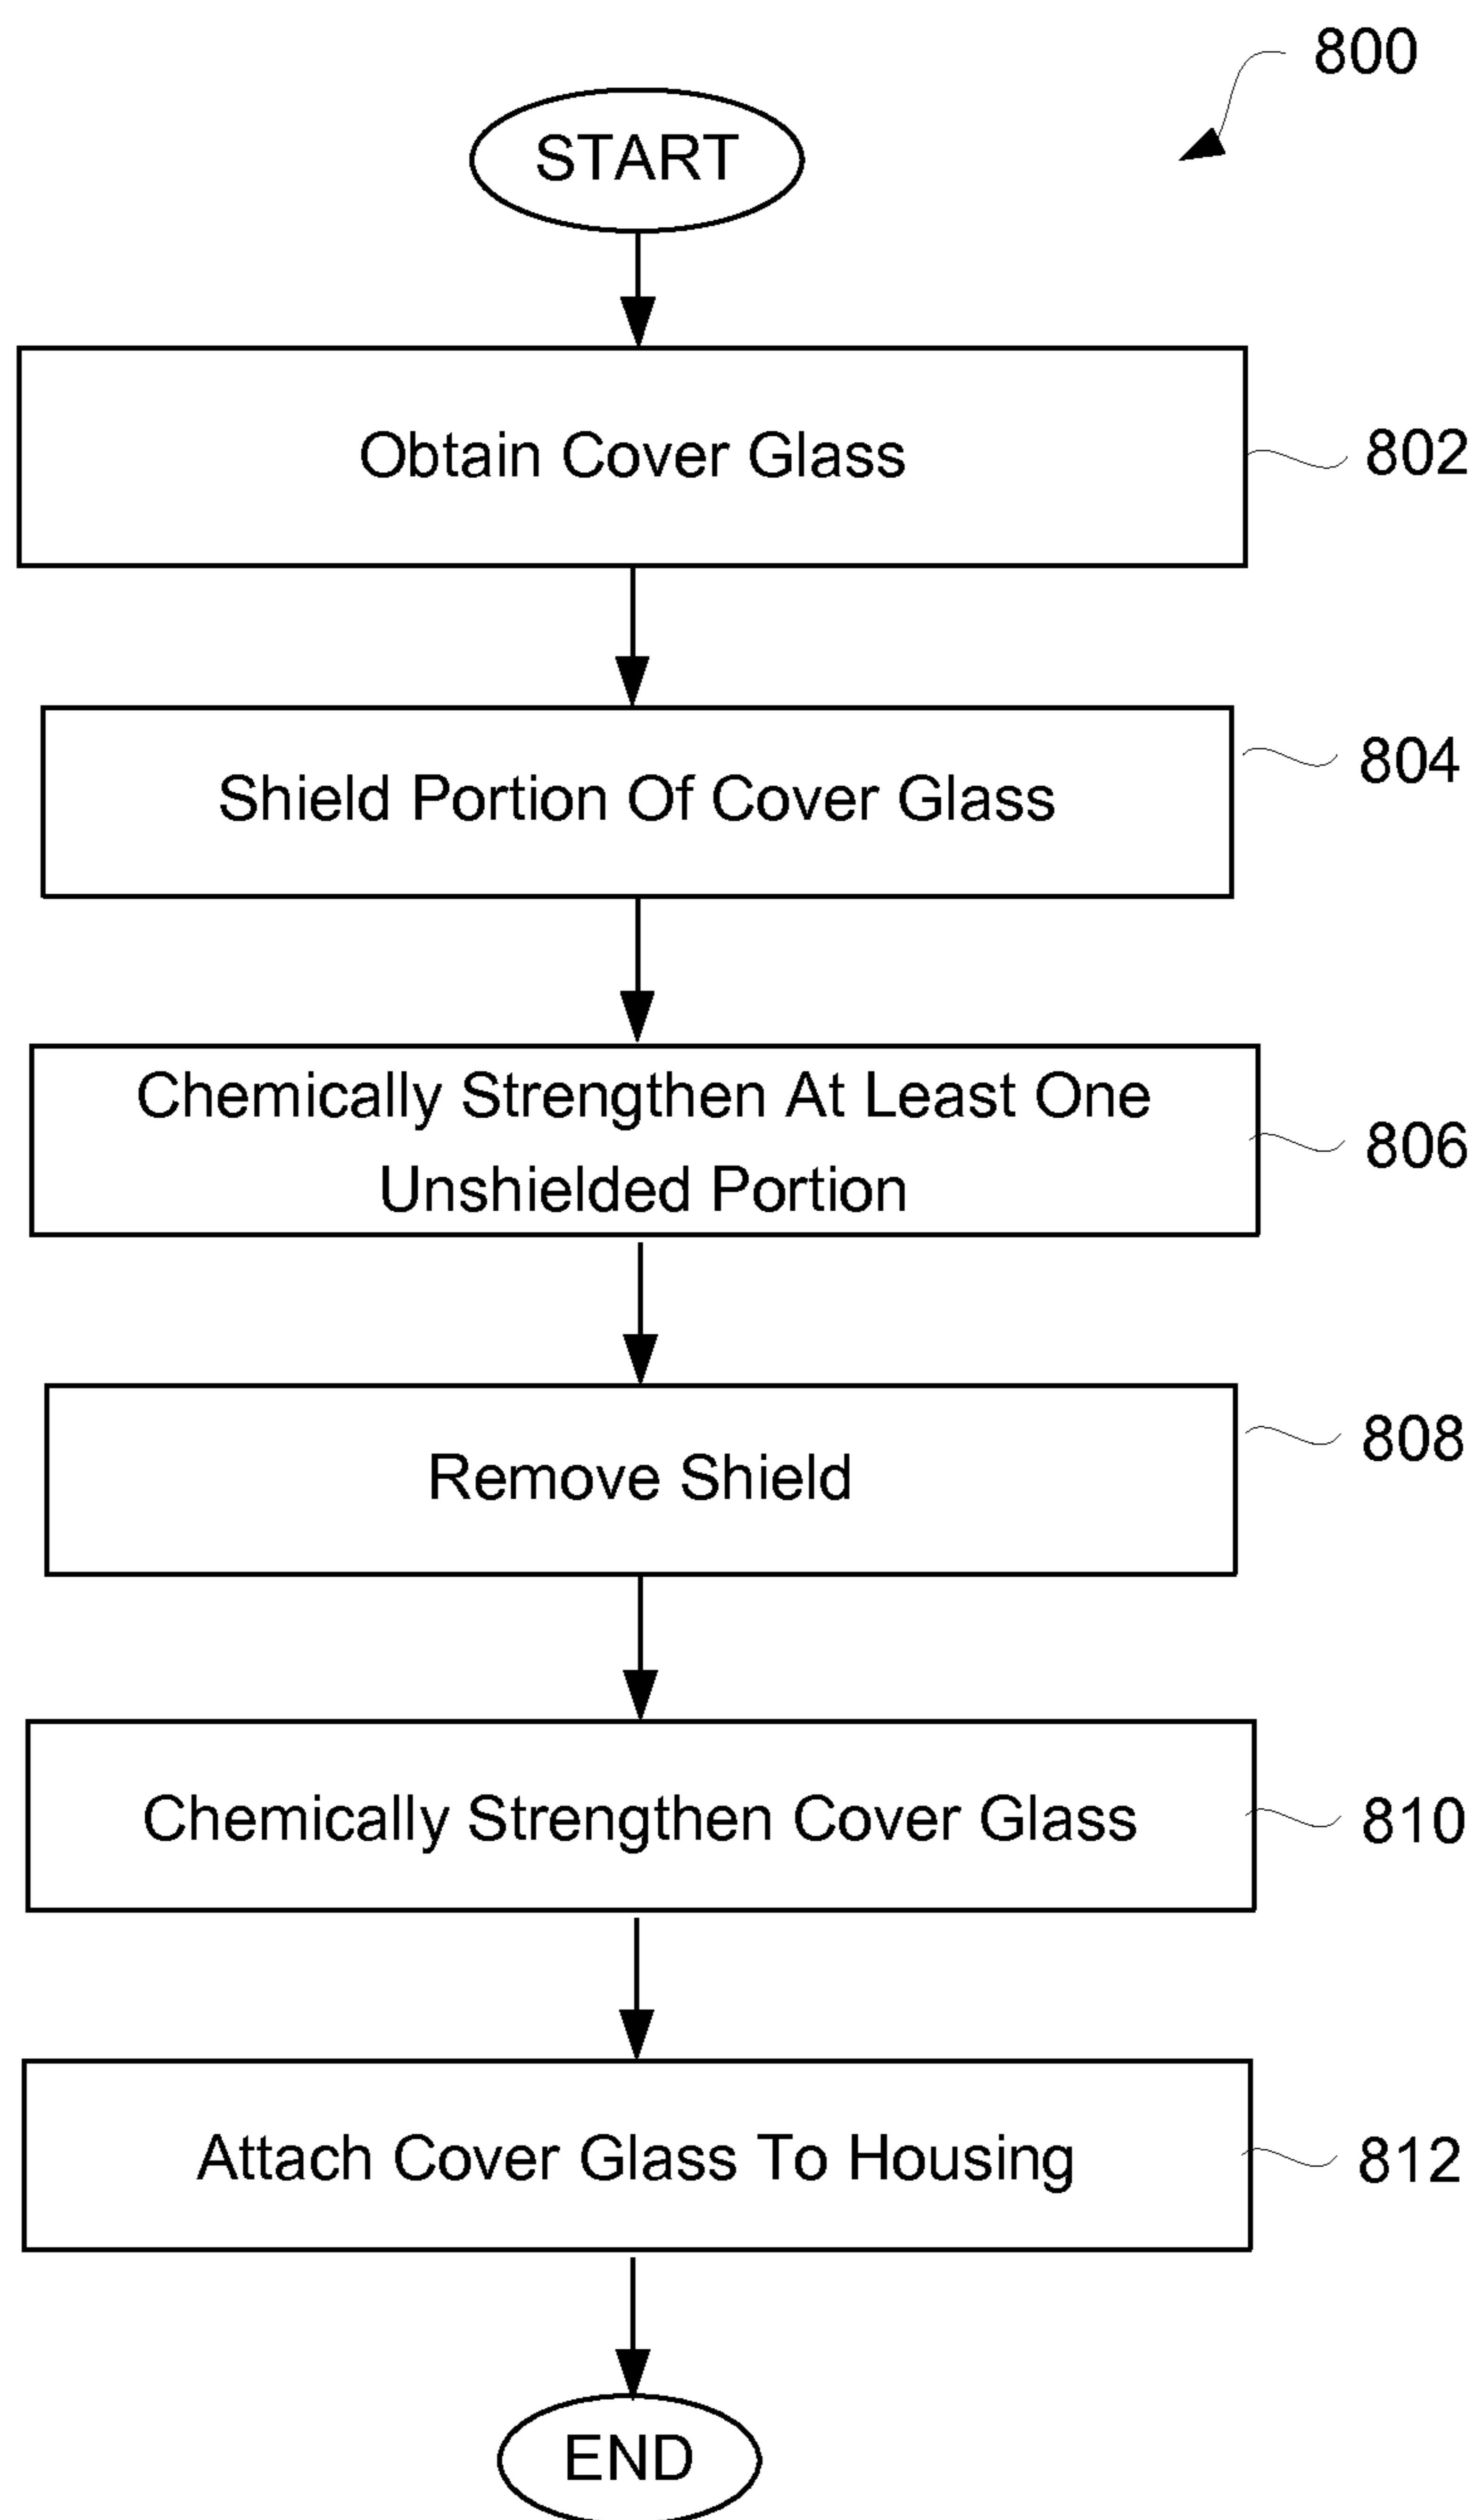 800
START
Obtain Cover Glass
802
Shield Portion Of Cover Glass
804
Chemically Strengthen At Least One
Unshielded Portion
806
Remove Shield
808
Chemically Strengthen Cover Glass
810
Attach Cover Glass To Housing
812
END